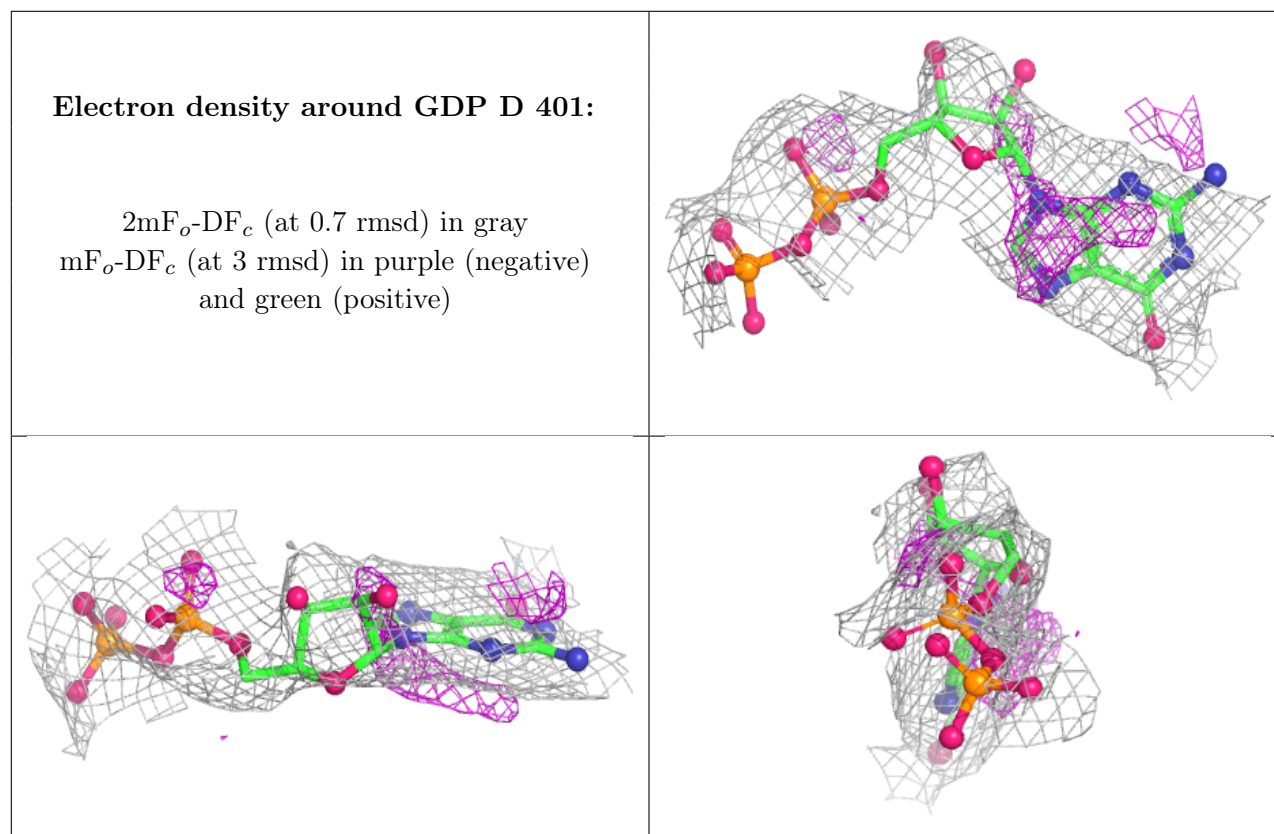 Electron density around GDP D 401:
2mFo-DFc (at 0.7 rmsd) in gray
mFo-DFc (at 3 rmsd) in purple (negative)
and green (positive)